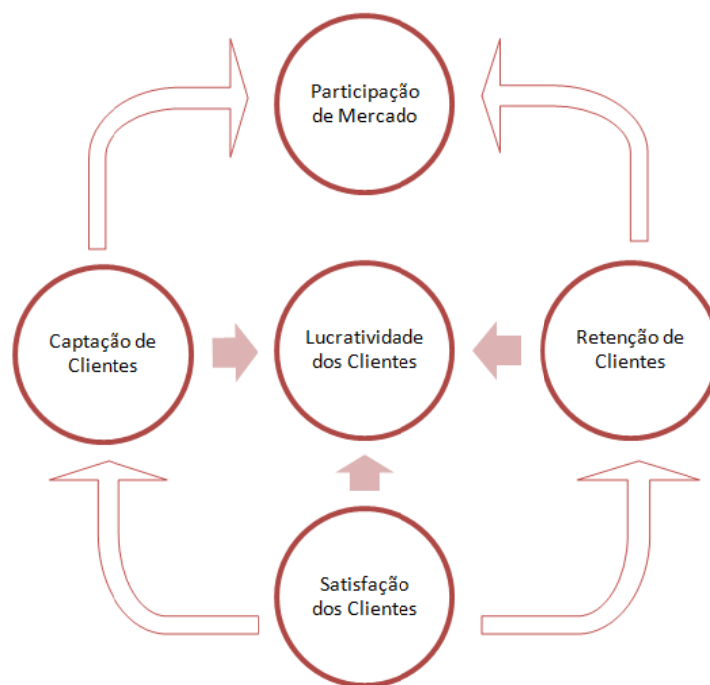 Participação
de Mercado
Captação de
Clientes
Lucratividade
dos Clientes
Retenção de
Clientes
Satisfação
dos Clientes